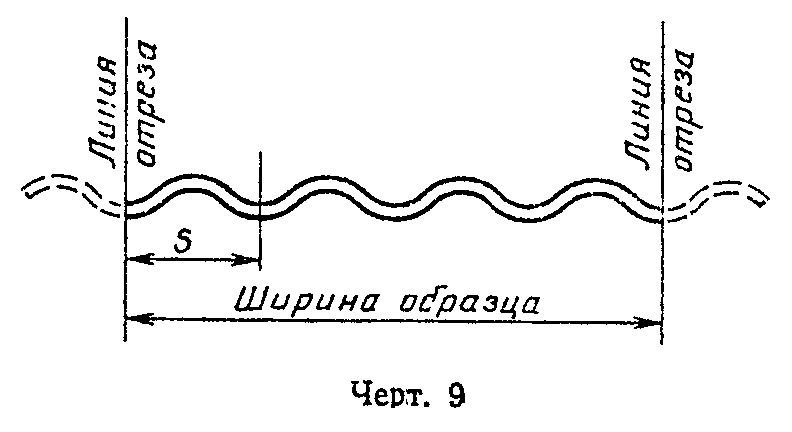 Линия
отреза
Линия
отреза
S
Ширина образца
Черт. 9